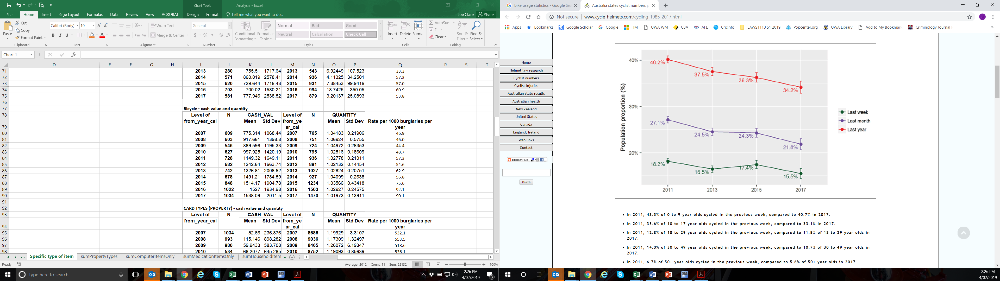 Chart Tools
Analysis - Excel
File Home Insert Page Layout Formulas Data Review View ACROBAT Design Format Tell me what you want to do... Joe Clare Share
Paste
Cut
Copy
Format Painter
Clipboard
Calibri (Body) 10
B I U
Font
Wrap Text
Merge & Center
Alignment
General
$ % ,
Number
Conditional Formatting
Format as Table
Normal Bad Good
Neutral Calculation Check Cell
Styles
Insert Delete Format
Cells
AutoSum
Fill
Clear
Sort & Filter
Find & Select
Editing
Chart 1
fx
D E F G H I J K L M N O P Q R S T
71 2013 280 755.51 1717.64 2013 543 6.92449 107.523 33.3
72 2014 571 860.019 2578.41 2014 936 4.11325 34.2501 57.3
73 2015 620 729.644 1716.43 2015 931 7.38453 99.9416 57.0
74 2016 703 700.02 1580.21 2016 994 18.7425 350.05 60.9
75 2017 581 777.946 2538.52 2017 879 3.20137 25.0893 53.8
76
77 Bicycle - cash value and quantity
78 Level of N CASH_VAL Level of N QUANTITY
79 from_year_cal Mean Std Dev from_ye ar_cal Mean Std Dev Rate per 1000 burglaries per year
80 2007 609 775.314 1068.44 2007 765 1.04183 0.21906 46.9
81 2008 603 917.661 1398.8 2008 751 1.06924 0.5755 46.0
82 2009 546 889.596 1195.33 2009 724 1.04972 0.26353 44.4
83 2010 627 997.925 1420.19 2010 795 1.02516 0.18609 48.7
84 2011 728 1149.32 1649.11 2011 936 1.02778 0.21011 57.3
85 2012 682 1242.64 1663.74 2012 891 1.02132 0.14454 54.6
86 2013 742 1326.81 2008.62 2013 1027 1.02824 0.20751 62.9
87 2014 678 1491.21 1784.59 2014 927 1.04099 0.2638 56.8
88 2015 848 1514.17 1904.78 2015 1234 1.03566 0.43418 75.6
89 2016 1022 1527 1934.98 2016 1503 1.02927 0.24575 92.1
90 2017 1034 1538.09 2011.5 2017 1470 1.01973 0.13911 90.1
91
92 CARD TYPES (PROPERTY) - cash value and quantity
93 Level of N CASH_VAL Level of N QUANTITY
94 from_year_cal Mean Std Dev from_ye ar_cal Mean Std Dev Rate per 1000 burglaries per year
95 2007 1034 52.66 236.876 2007 8686 1.19929 3.3107 532.1
96 2008 993 115.146 898.282 2008 9036 1.17309 1.32497 553.5
97 2009 980 59.9433 583.708 2009 8465 1.26072 6.19347 518.6
98 2010 534 68.2077 645.285 2010 8752 1.19093 0.85639 536.1
... Specific type of item sumPropertyTypes sumComputerItemsOnly sumMedicationItemsOnly sumHouseholdItem ...
Ready Average: 2012 Count: 11 Sum: 22132 100%
Type here to search
2:26 PM
4/02/2019
3
bike usage statistics - Google Se
Australia states cyclist numbers p
Not secure | www.cycle-helmets.com/cycling-1985-2017.html
J
Apps Bookmarks Google Scholar Google HM UWA WM CBA AFL Cricinfo LAWS1110 S1 2019 Popcenter.org UWA Library Add to My Bookmark Criminology Journal »
Home
Helmet law research
Cyclist numbers
Cyclist injuries
Australian state results
Australian health
New Zealand
United States
Canada
England, Ireland
Web links
Contact
BOOKMARK
Search
Population proportion (%)
40%
30%
20%
40.2% 37.5% 36.3% 34.2%
27.1% 24.5% 24.3% 21.8%
18.2% 16.5% 17.4% 15.5%
2011 2013 2015 2017
Last week
Last month
Last year
• In 2011, 48.3% of 0 to 9 year olds cycled in the previous week, compared to 40.7% in 2017.
• In 2011, 33.6% of 10 to 17 year olds cycled in the previous week, compared to 33.1% in 2017.
• In 2011, 12.8% of 18 to 29 year olds cycled in the previous week, compared to 11.5% of 18 to 29 year olds in
2017.
• In 2011, 14.0% of 30 to 49 year olds cycled in the previous week, compared to 10.7% of 30 to 49 year olds in
2017.
• In 2011, 6.7% of 50+ year olds cycled in the previous week, compared to 5.6% of 50+ year olds in 2017
2:26 PM
4/02/2019